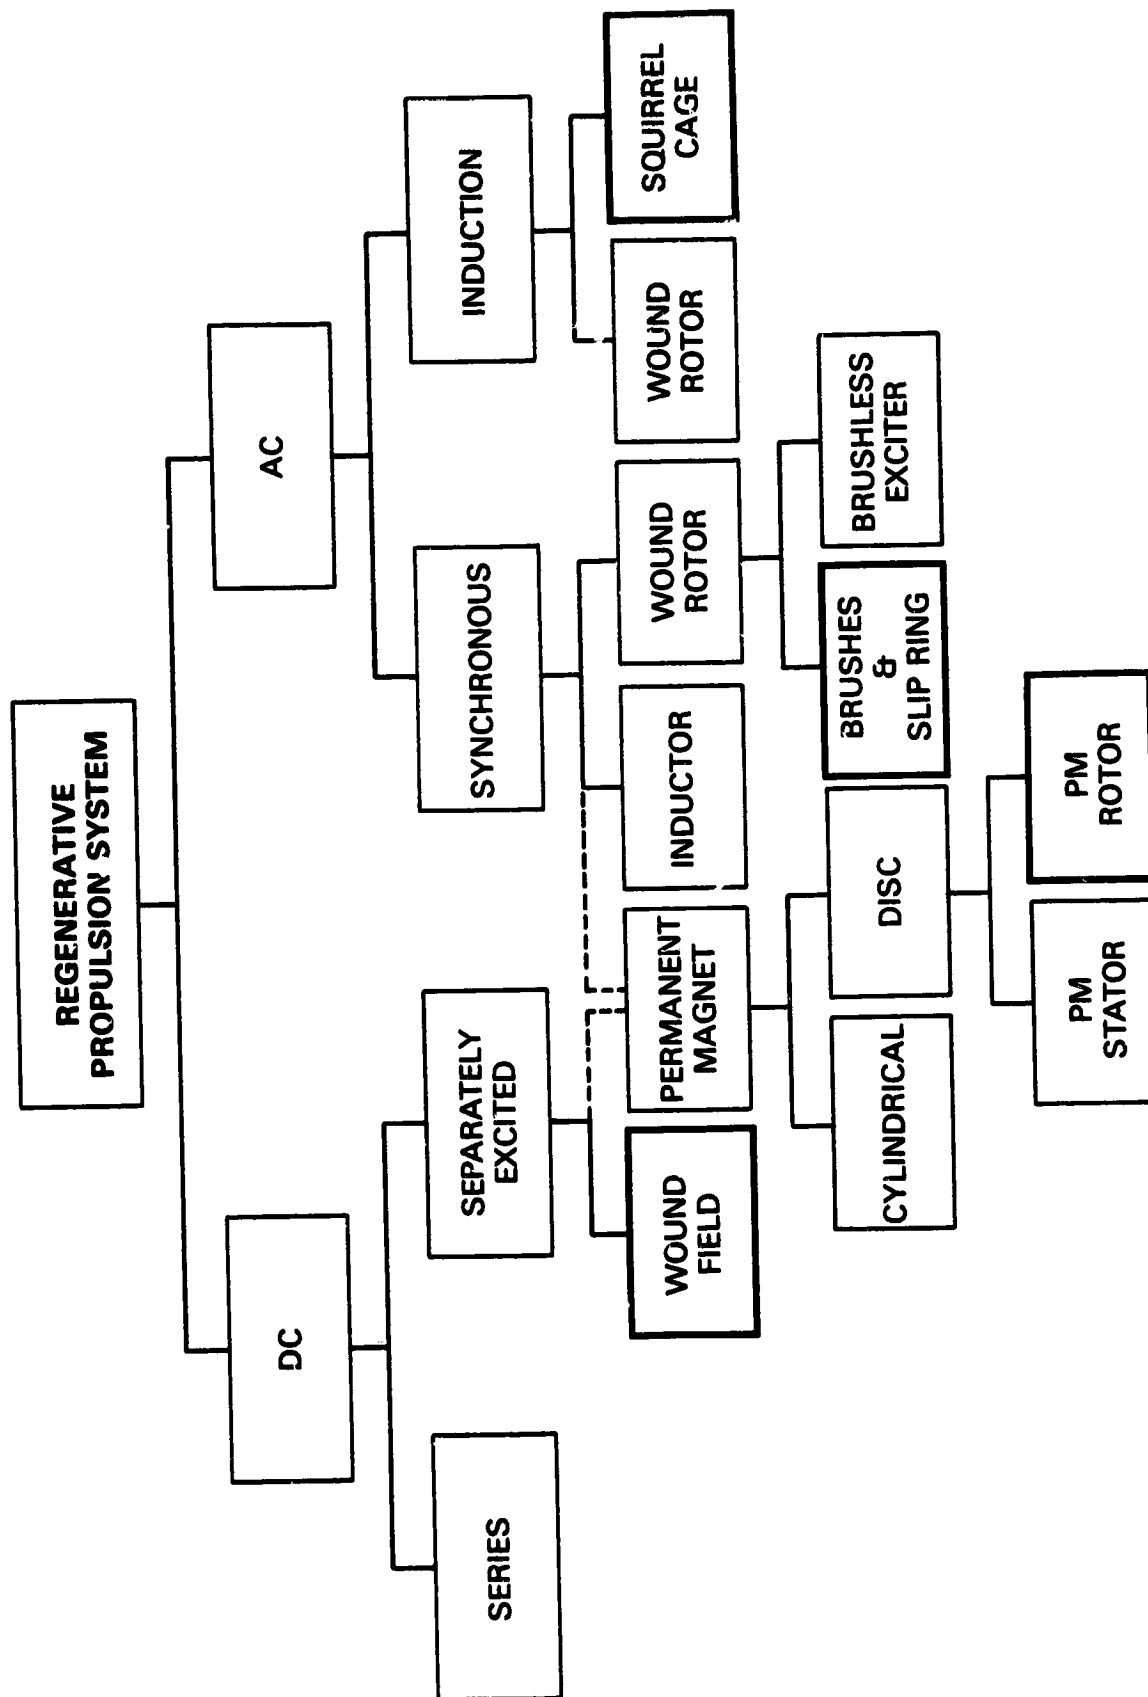 REGENERATIVE
PROPULSION SYSTEM
DC
AC
SERIES
SEPARATELY
EXCITED
SYNCHRONOUS
INDUCTION
WOUND
FIELD
PERMANENT
MAGNET
INDUCTOR
WOUND
ROTOR
WOUND
ROTOR
SQUIRREL
CAGE
CYLINDRICAL
DISC
BRUSHES
&
SLIP RING
BRUSHLESS
EXCITER
PM
STATOR
PM
ROTOR